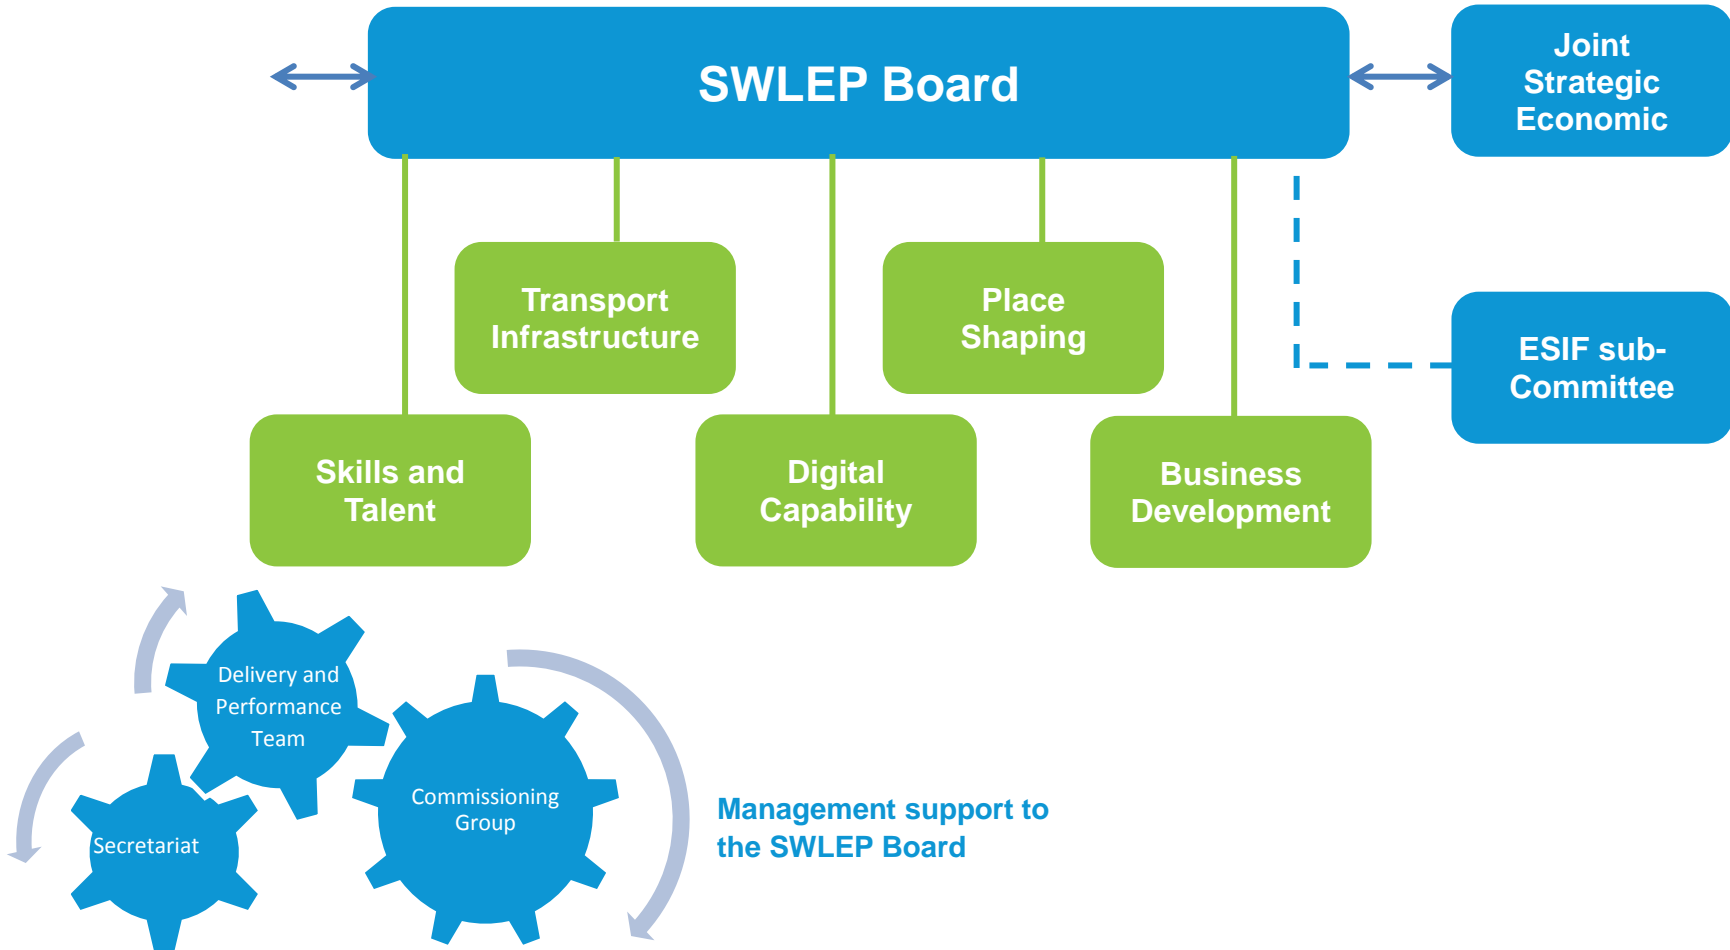 SWLEP Board
Joint
Strategic
Economic
Transport
Infrastructure
Place
Shaping
ESIF sub-
Committee
Skills and
Talent
Digital
Capability
Business
Development
Delivery and
Performance
Team
Commissioning
Group
Secretariat
Management support to
the SWLEP Board